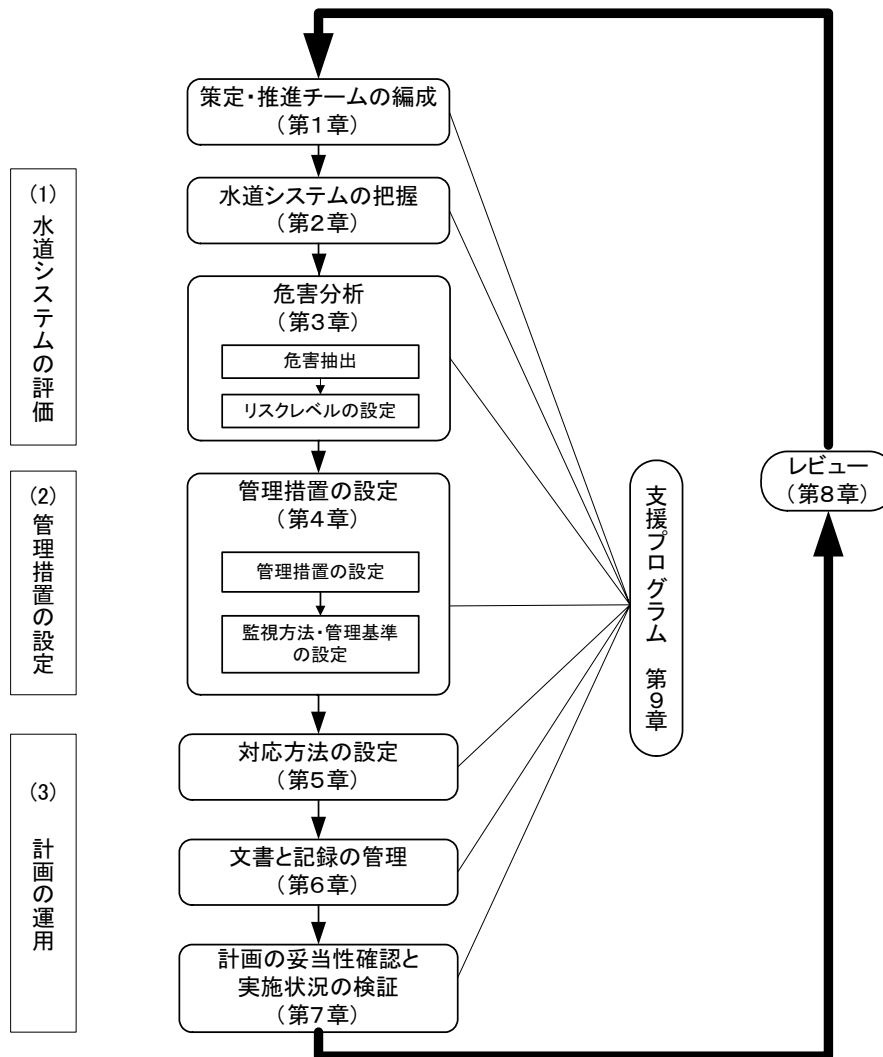 策定・推進チームの編成
(第1章)
(1) 水道システムの評価
水道システムの把握
(第2章)
危害分析
(第3章)
危害抽出
リスクレベルの設定
(2) 管理措置の設定
管理措置の設定
(第4章)
管理措置の設定
監視方法・管理基準
の設定
(3) 計画の運用
対応方法の設定
(第5章)
文書と記録の管理
(第6章)
計画の妥当性確認と
実施状況の検証
(第7章)
支援プログラム 第9章
レビュー
(第8章)